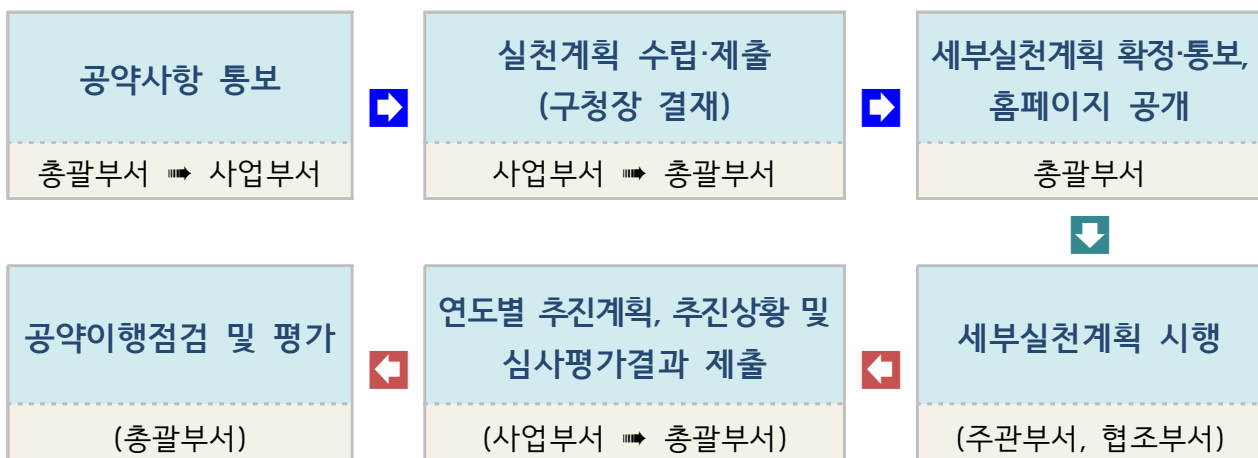 공약사항 통보
총괄부서 ➠ 사업부서
실천계획 수립·제출
(구청장 결재)
사업부서 ➠ 총괄부서
세부실천계획 확정·통보,
홈페이지 공개
총괄부서
세부실천계획 시행
(주관부서, 협조부서)
연도별 추진계획, 추진상황 및
심사평가결과 제출
(사업부서 ➠ 총괄부서)
공약이행점검 및 평가
(총괄부서)